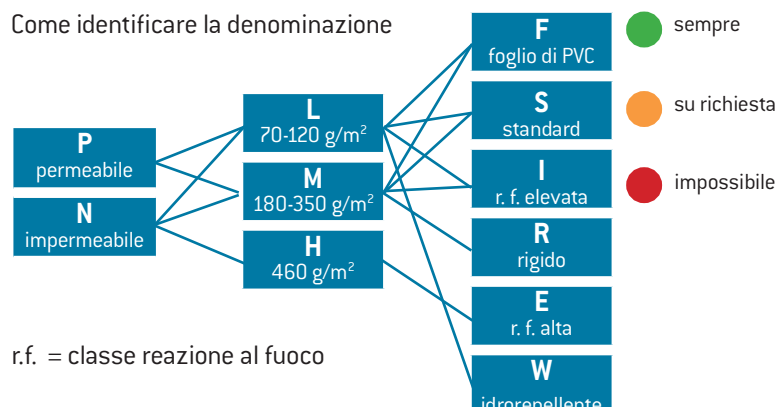 Come identificare la denominazione
P
permeabile
N
impermeabile
L
70-120 g/m²
M
180-350 g/m²
H
460 g/m²
F
foglio di PVC
S
standard
I
r. f. elevata
R
rigido
E
r. f. alta
W
idrorepellente
sempre
su richiesta
impossibile
r.f. = classe reazione al fuoco